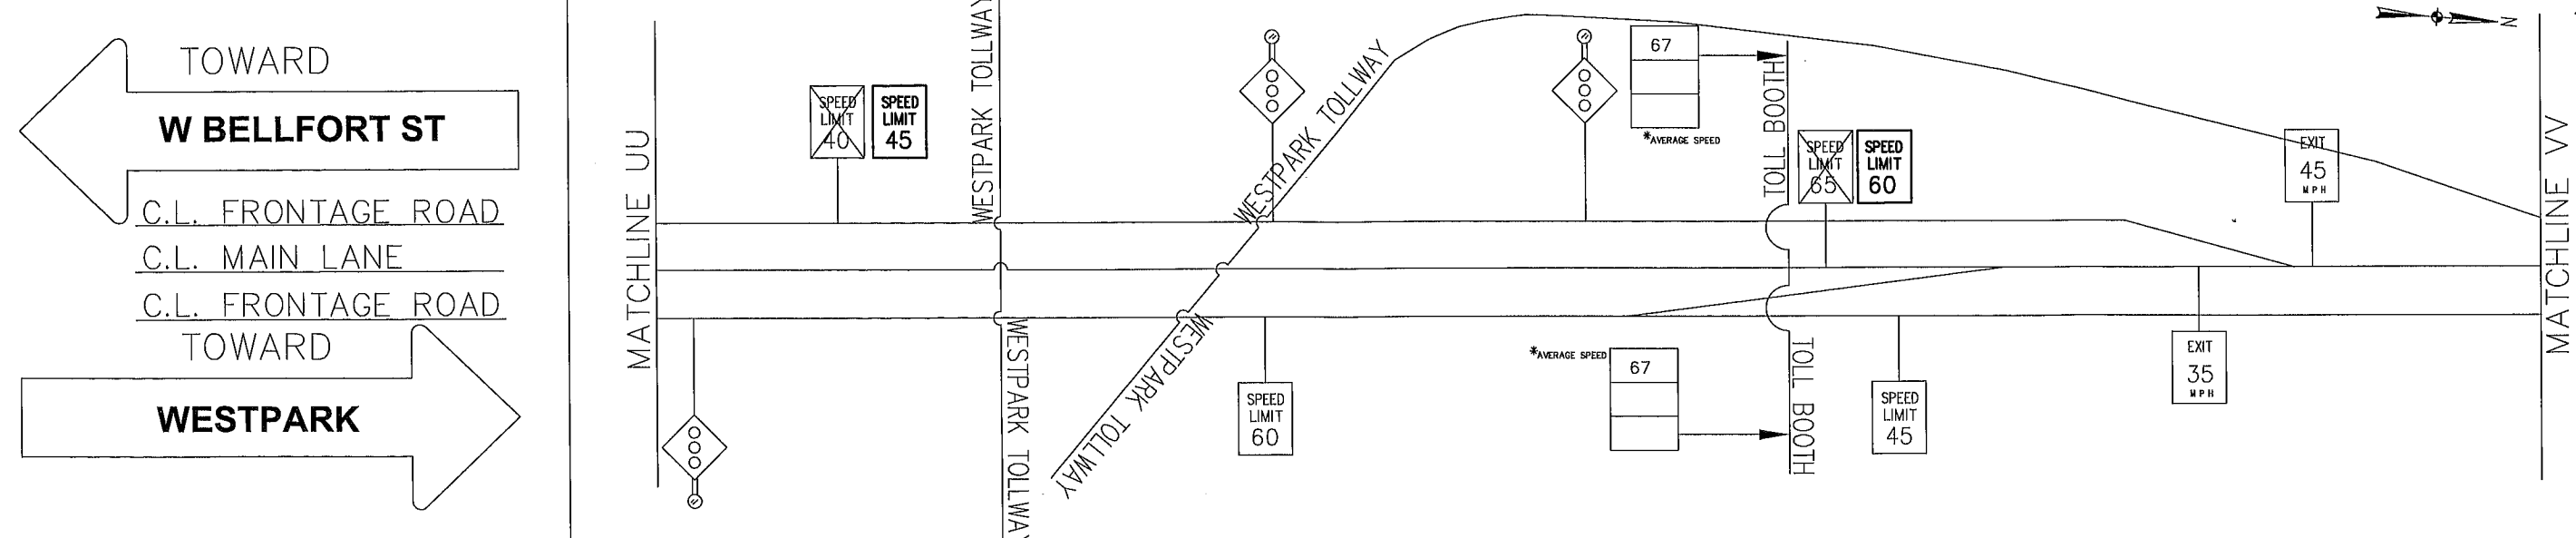 TOWARD
W BELLFORT ST
C.L. FRONTAGE ROAD
C.L. MAIN LANE
C.L. FRONTAGE ROAD
TOWARD
WESTPARK
MATCHLINE UU
SPEED
LIMIT
40
SPEED
LIMIT
45
WESTPARK TOLLWAY
WESTPARK TOLLWAY
WESTPARK TOLLWAY
WESTPARK TOLLWAY
SPEED
LIMIT
60
67
*AVERAGE SPEED
TOLL BOOTH
SPEED
LIMIT
65
SPEED
LIMIT
60
*AVERAGE SPEED
67
TOLL BOOTH
SPEED
LIMIT
45
EXIT
45
MPH
EXIT
35
MPH
N
MATCHLINE VV